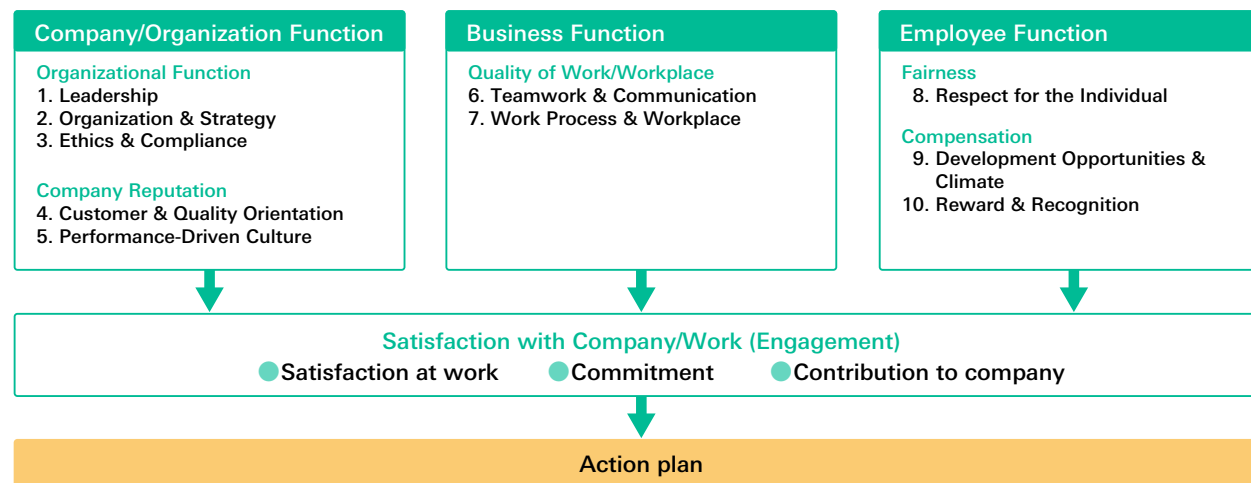 Company/Organization Function
Organizational Function
1. Leadership
2. Organization & Strategy
3. Ethics & Compliance
Company Reputation
4. Customer & Quality Orientation
5. Performance-Driven Culture
Business Function
Quality of Work/Workplace
6. Teamwork & Communication
7. Work Process & Workplace
Employee Function
Fairness
8. Respect for the Individual
Compensation
9. Development Opportunities &
Climate
10. Reward & Recognition
Satisfaction with Company/Work (Engagement)
Satisfaction at work Commitment Contribution to company
Action plan